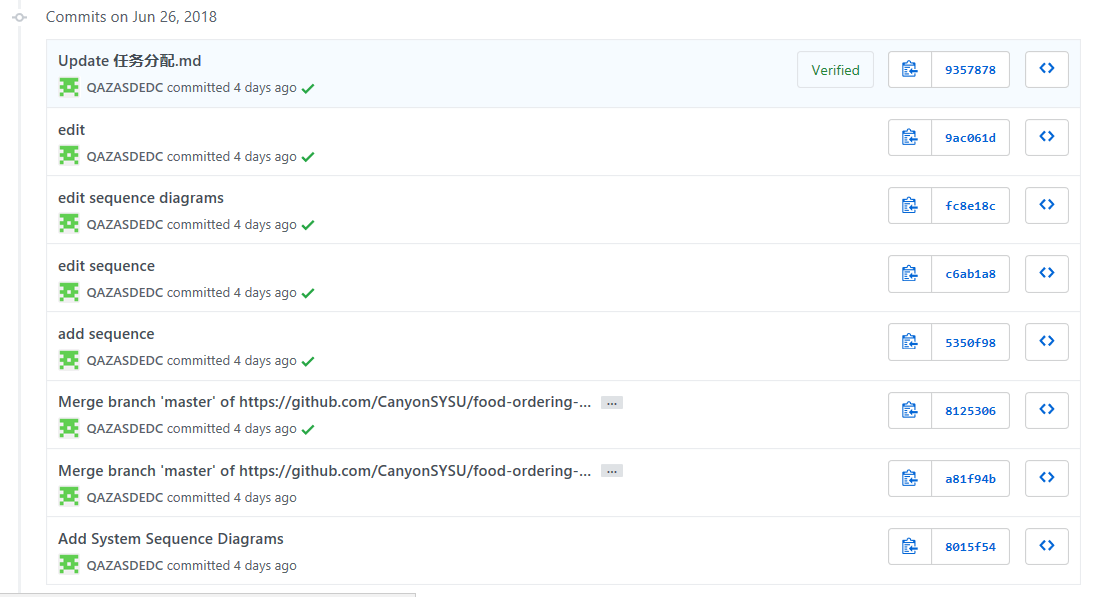 Commits on Jun 26, 2018
Update 任务分配.md
QAZASDEDC committed 4 days ago
Verified
9357878
edit
QAZASDEDC committed 4 days ago
9ac061d
edit sequence diagrams
QAZASDEDC committed 4 days ago
fc8e18c
edit sequence
QAZASDEDC committed 4 days ago
c6ab1a8
add sequence
QAZASDEDC committed 4 days ago
5350f98
Merge branch 'master' of https://github.com/CanyonSYSU/food-ordering-... ...
QAZASDEDC committed 4 days ago
8125306
Merge branch 'master' of https://github.com/CanyonSYSU/food-ordering-... ...
QAZASDEDC committed 4 days ago
a81f94b
Add System Sequence Diagrams
QAZASDEDC committed 4 days ago
8015f54